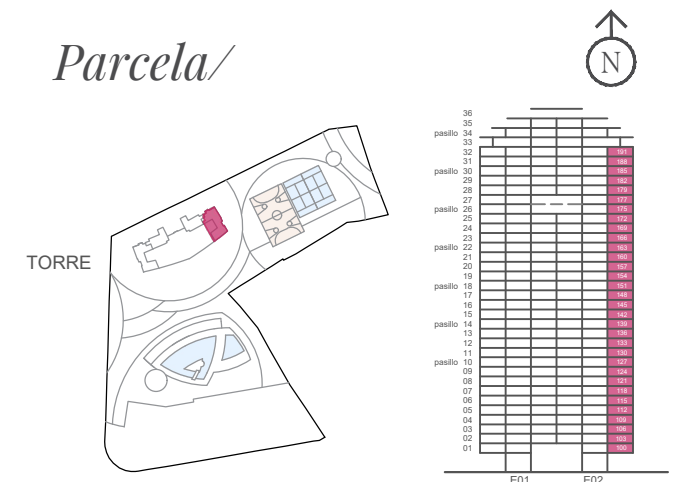 Parcela/
N
TORRE
36
35
pasillo 34
33
32 191
31 188
pasillo 30 185
29 182
28 179
27 177
pasillo 26 175
25 172
24 169
23 166
pasillo 22 163
21 160
20 157
19 154
pasillo 18 151
17 148
16 145
15 142
pasillo 14 139
13 136
12 133
11 130
pasillo 10 127
09 124
08 121
07 118
06 115
05 112
04 109
03 106
02 103
01 100
E01 E02